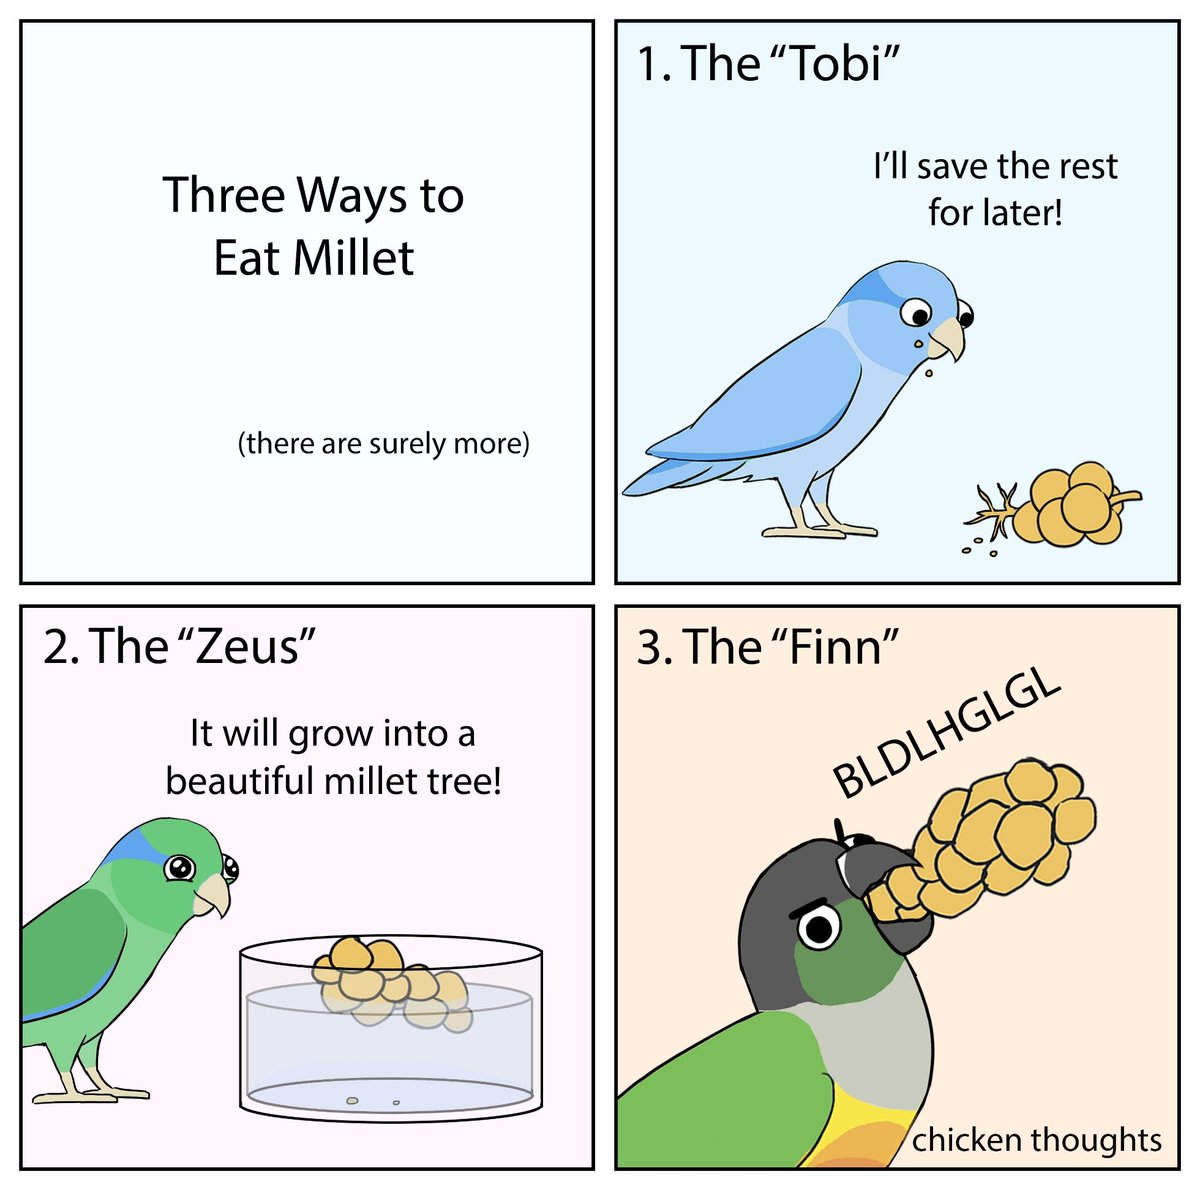 Three Ways to
Eat Millet
(there are surely more)
1. The “Tobi”
I’ll save the rest
for later!
2. The “Zeus”
It will grow into a
beautiful millet tree!
3. The “Finn”
BLDLHGLGL
chicken thoughts